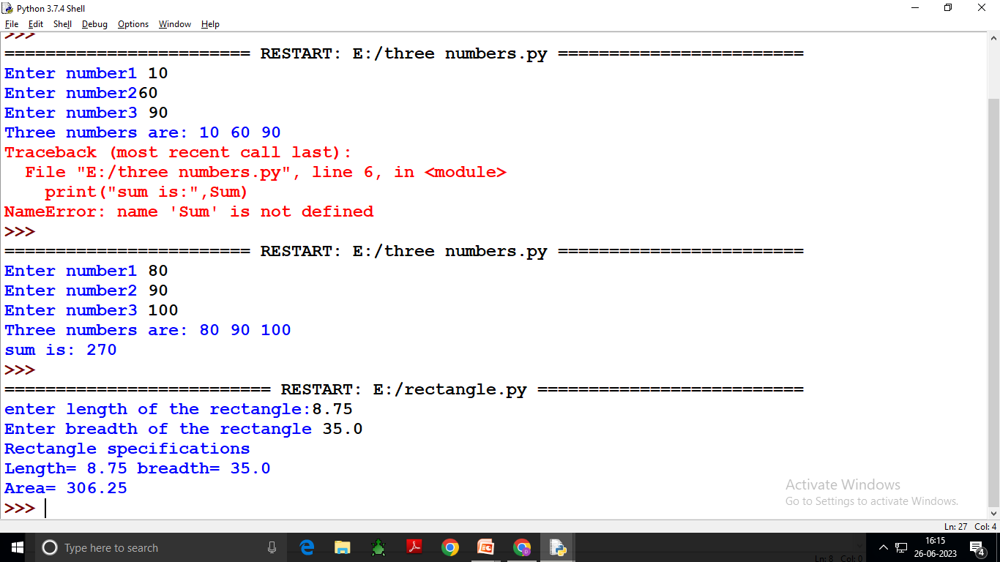 Python 3.7.4 Shell
File Edit Shell Debug Options Window Help
>>>
======================== RESTART: E:/three numbers.py ========================
Enter number1 10
Enter number260
Enter number3 90
Three numbers are: 10 60 90
Traceback (most recent call last):
  File "E:/three numbers.py", line 6, in <module>
    print("sum is:",Sum)
NameError: name 'Sum' is not defined
>>>
======================== RESTART: E:/three numbers.py ========================
Enter number1 80
Enter number2 90
Enter number3 100
Three numbers are: 80 90 100
sum is: 270
>>>
========================== RESTART: E:/rectangle.py ==========================
enter length of the rectangle:8.75
Enter breadth of the rectangle 35.0
Rectangle specifications
Length= 8.75 breadth= 35.0
Area= 306.25
>>>
Activate Windows
Go to Settings to activate Windows.
Ln: 27 Col: 4
Type here to search
16:15
26-06-2023
4
Ln: 8 Col: 0